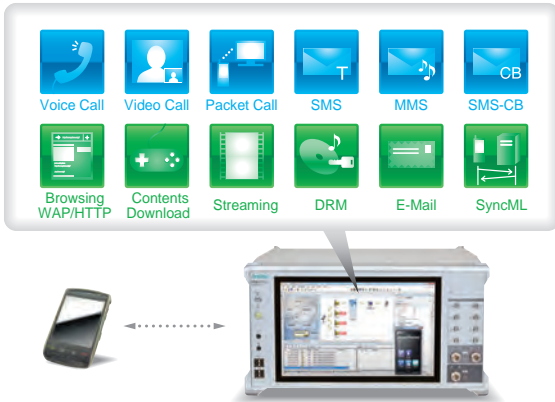 T
CB
Voice Call
Video Call
Packet Call
SMS
MMS
SMS-CB
Browsing
WAP/HTTP
Contents
Download
Streaming
DRM
E-Mail
SyncML